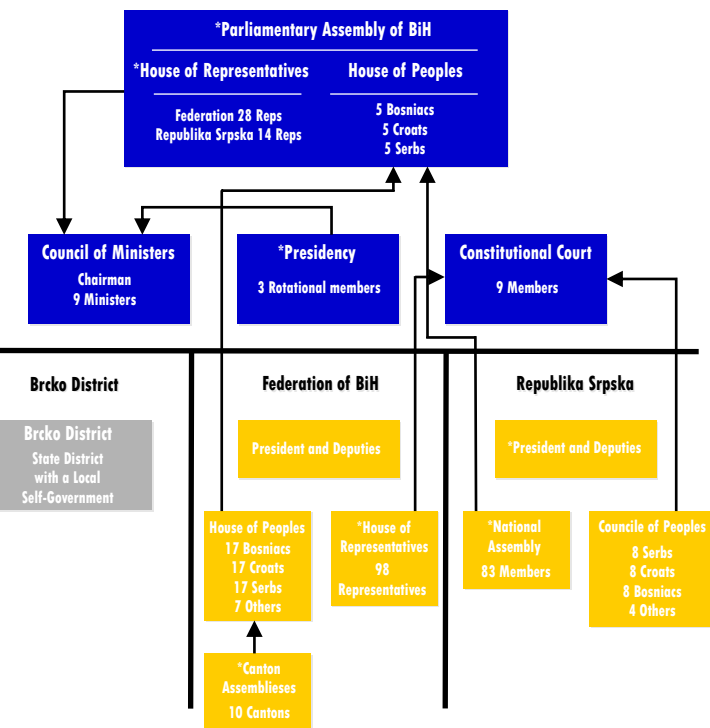 *Parliamentary Assembly of BiH
*House of Representatives
Federation 28 Reps
Republika Srpska 14 Reps
House of Peoples
5 Bosniacs
5 Croats
5 Serbs
Council of Ministers
Chairman
9 Ministers
*Presidency
3 Rotational members
Constitutional Court
9 Members
Brcko District
Federation of BiH
Republika Srpska
Brcko District
State District
with a Local
Self-Government
President and Deputies
*President and Deputies
House of Peoples
17 Bosniacs
17 Croats
17 Serbs
7 Others
*House of
Representatives
98
Representatives
*National
Assembly
83 Members
Councile of Peoples
8 Serbs
8 Croats
8 Bosniacs
4 Others
*Canton
Assemblieses
10 Cantons